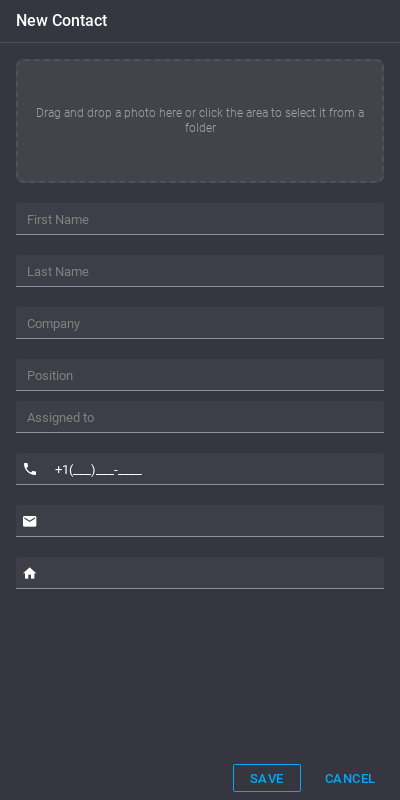 New Contact
Drag and drop a photo here or click the area to select it from a
folder
First Name
Last Name
Company
Position
Assigned to
+1(___)___-____
SAVE
CANCEL